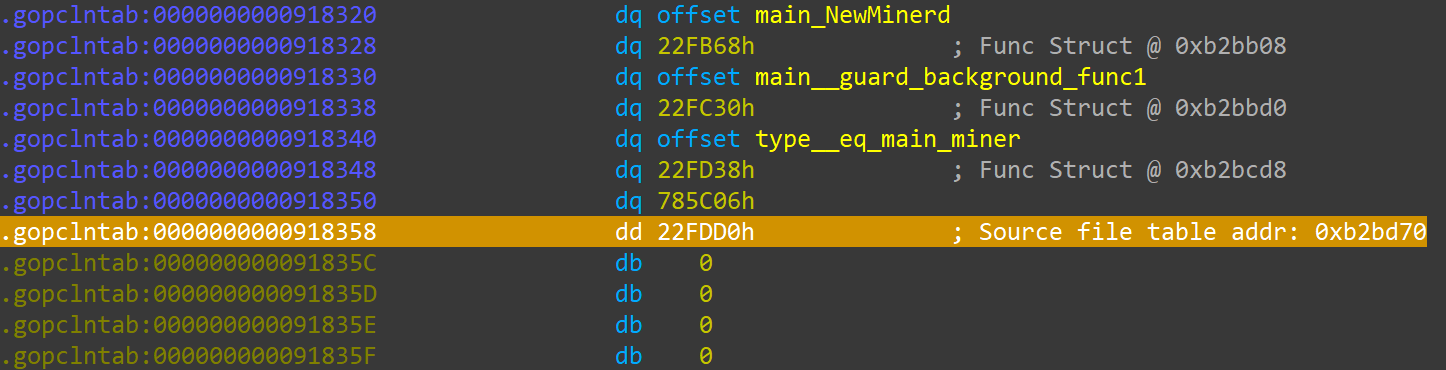 .gopclntab:0000000000918320 dq offset main_NewMinerd
.gopclntab:0000000000918328 dq 22FB68h ; Func Struct @ 0xb2bb08
.gopclntab:0000000000918330 dq offset main__guard_background_func1
.gopclntab:0000000000918338 dq 22FC30h ; Func Struct @ 0xb2bbd0
.gopclntab:0000000000918340 dq offset type__eq_main_miner
.gopclntab:0000000000918348 dq 22FD38h ; Func Struct @ 0xb2bcd8
.gopclntab:0000000000918350 dq 785C06h
.gopclntab:0000000000918358 dd 22FDD0h ; Source file table addr: 0xb2bd70
.gopclntab:000000000091835C db 0
.gopclntab:000000000091835D db 0
.gopclntab:000000000091835E db 0
.gopclntab:000000000091835F db 0